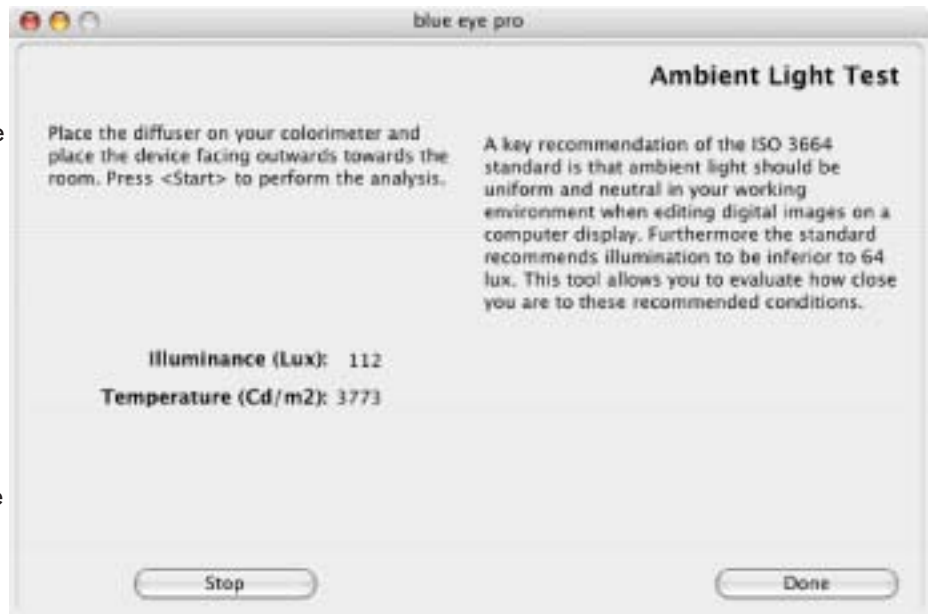 blue eye pro
Ambient Light Test
e
Place the diffuser on your colorimeter and
place the device facing outwards towards the
room. Press <Start> to perform the analysis.
A key recommendation of the ISO 3664
standard is that ambient light should be
uniform and neutral in your working
environment when editing digital images on a
computer display. Furthermore the standard
recommends illumination to be inferior to 64
lux. This tool allows you to evaluate how close
you are to these recommended conditions.
Illuminance (Lux): 112
Temperature (Cd/m2): 3773
e
Stop
Done